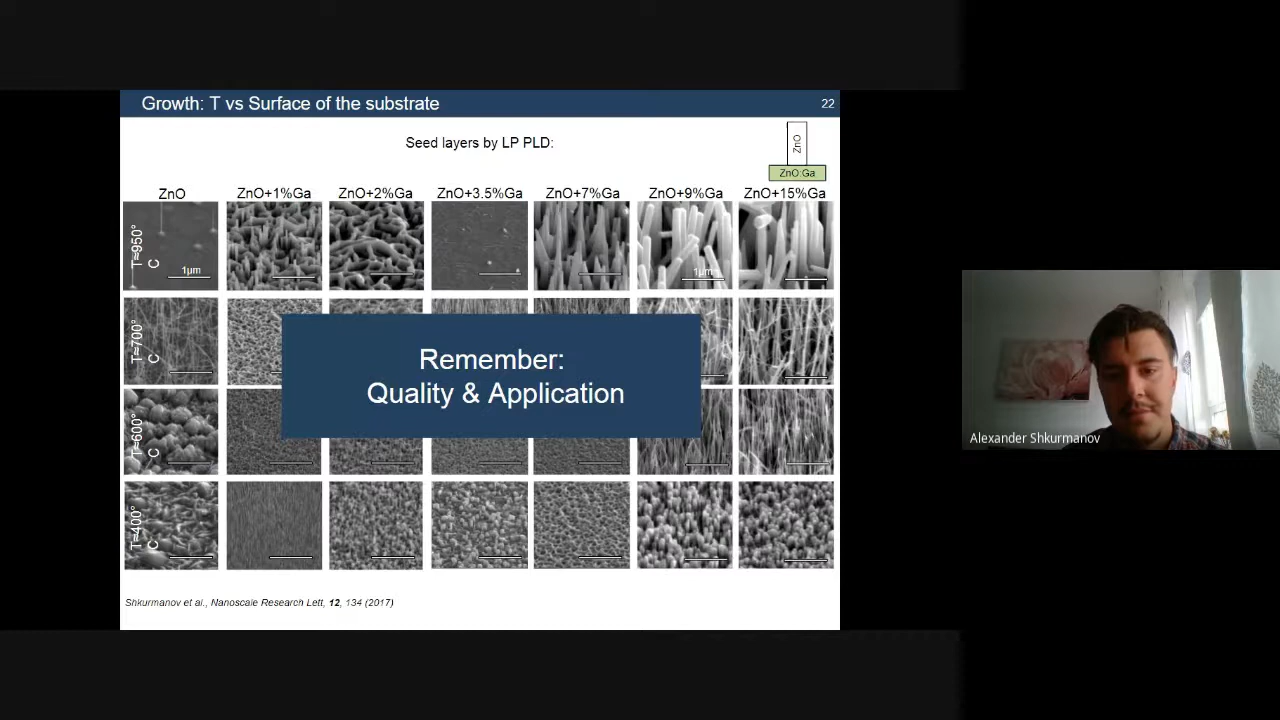 Growth: T vs Surface of the substrate
22
Seed layers by LP PLD:
ZnO
ZnO:Ga
ZnO
ZnO+1%Ga
ZnO+2%Ga
ZnO+3.5%Ga
ZnO+7%Ga
ZnO+9%Ga
ZnO+15%Ga
T≈950°
C
1µm
1µm
T≈700°
C
Remember:
Quality & Application
T≈600°
C
T≈400°
C
Shkurmanov et al., Nanoscale Research Lett, 12, 134 (2017)
Alexander Shkurmanov